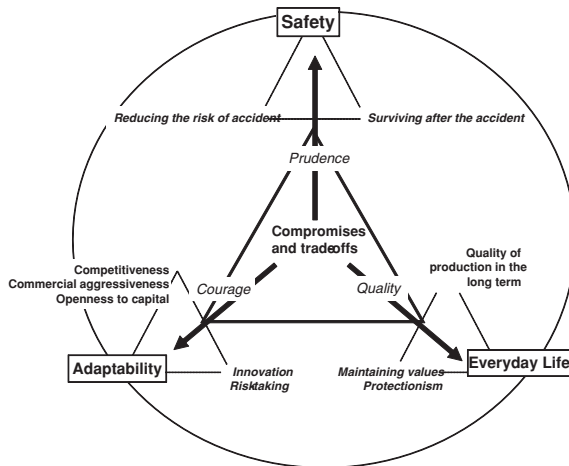 Safety
Reducing the risk of accident
Surviving after the accident
Prudence
Compromises
and tradeoffs
Competitiveness
Commercial aggressiveness
Openness to capital
Quality of
production in the
long term
Courage
Quality
Adaptability
Innovation
Risktaking
Maintaining values
Protectionism
Everyday Life